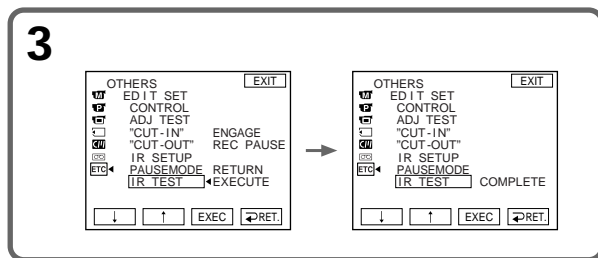 3
OTHERS EXIT
EDIT SET
CONTROL
ADJ TEST
"CUT-IN" ENGAGE
"CUT-OUT" REC PAUSE
IR SETUP
ETC PAUSEMODE RETURN
IR TEST EXECUTE
↓ ↑ EXEC RET.
OTHERS EXIT
EDIT SET
CONTROL
ADJ TEST
"CUT-IN"
"CUT-OUT"
IR SETUP
ETC PAUSEMODE
IR TEST COMPLETE
↓ ↑ EXEC RET.